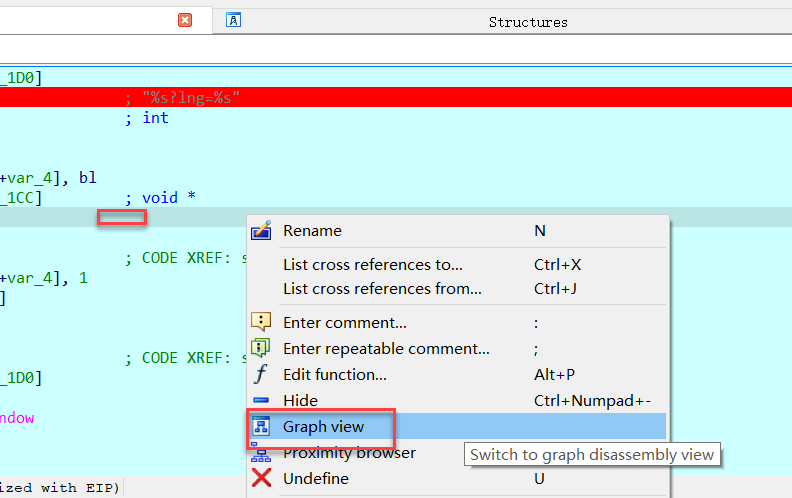 Structures
_1D0]
; "%s?lng=%s"
; int
+var_4], bl
_1CC] ; void *
Rename N
List cross references to... Ctrl+X
; CODE XREF: s
List cross references from... Ctrl+J
+var_4], 1
]
Enter comment... :
Enter repeatable comment... ;
; CODE XREF: s
Edit function... Alt+P
_1D0]
Hide Ctrl+Numpad+-
ndow
Graph view
Proximity browser
Switch to graph disassembly view
Undefine U
ized with EIP)